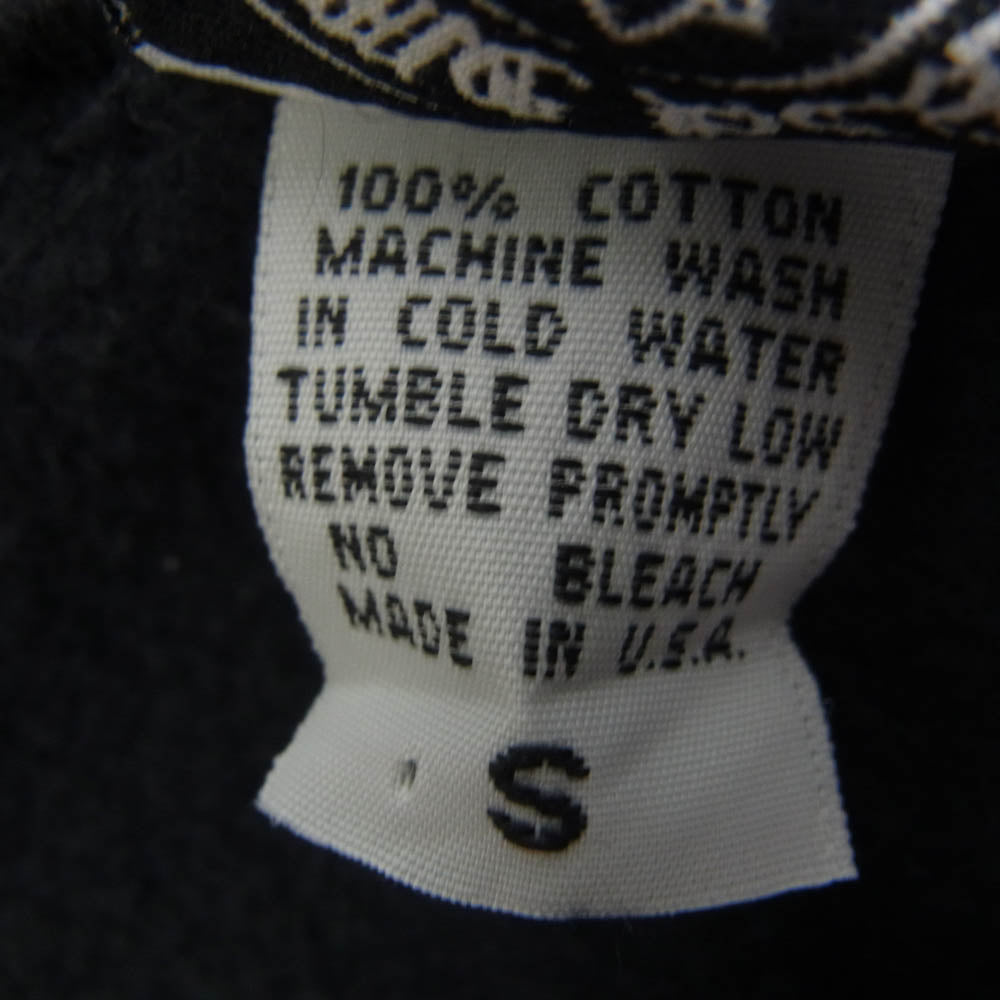 100% COTTON
MACHINE WASH
IN COLD WATER
TUMBLE DRY LOW
REMOVE PROMPTLY
NO BLEACH
MADE IN U.S.A.
S